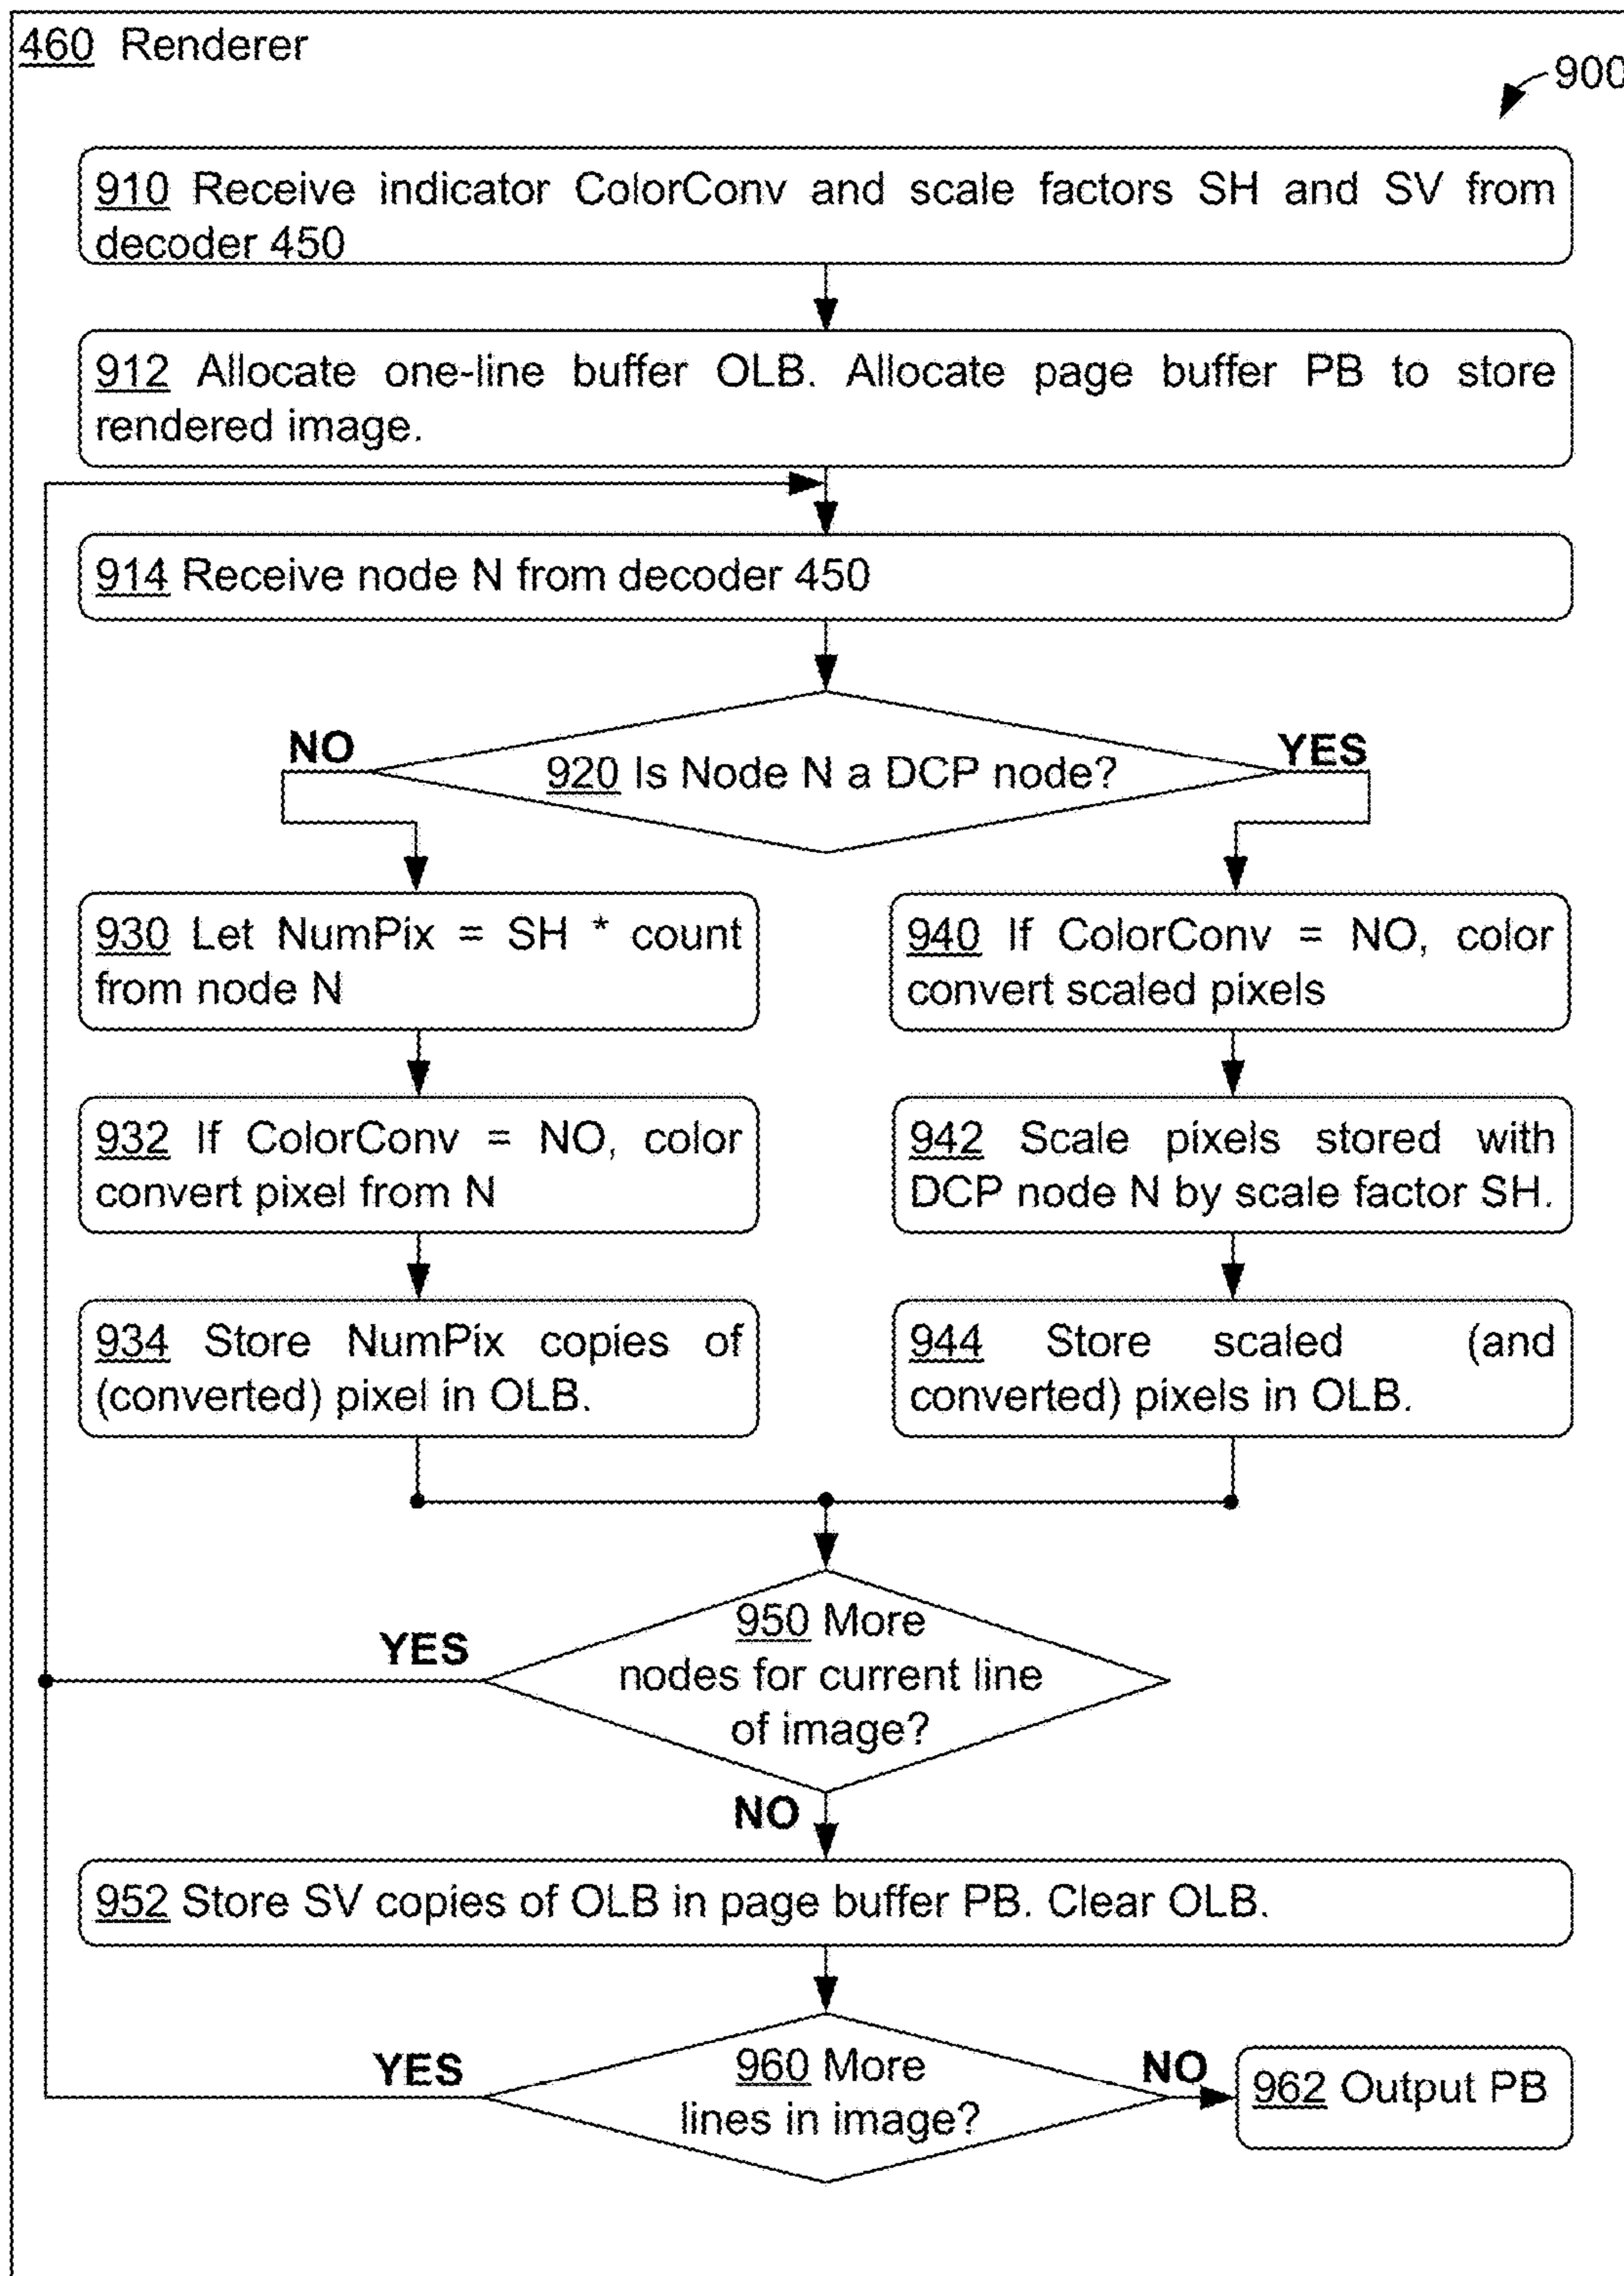 460 Renderer
900
910 Receive indicator ColorConv and scale factors SH and SV from
decoder 450
912 Allocate one-line buffer OLB. Allocate page buffer PB to store
rendered image.
914 Receive node N from decoder 450
NO
920 Is Node N a DCP node?
YES
930 Let NumPix = SH * count
from node N
940 If ColorConv = NO, color
convert scaled pixels
932 If ColorConv = NO, color
convert pixel from N
942 Scale pixels stored with
DCP node N by scale factor SH.
934 Store NumPix copies of
(converted) pixel in OLB.
944 Store scaled (and
converted) pixels in OLB.
YES
950 More
nodes for current line
of image?
NO
952 Store SV copies of OLB in page buffer PB. Clear OLB.
YES
960 More
lines in image?
NO
962 Output PB